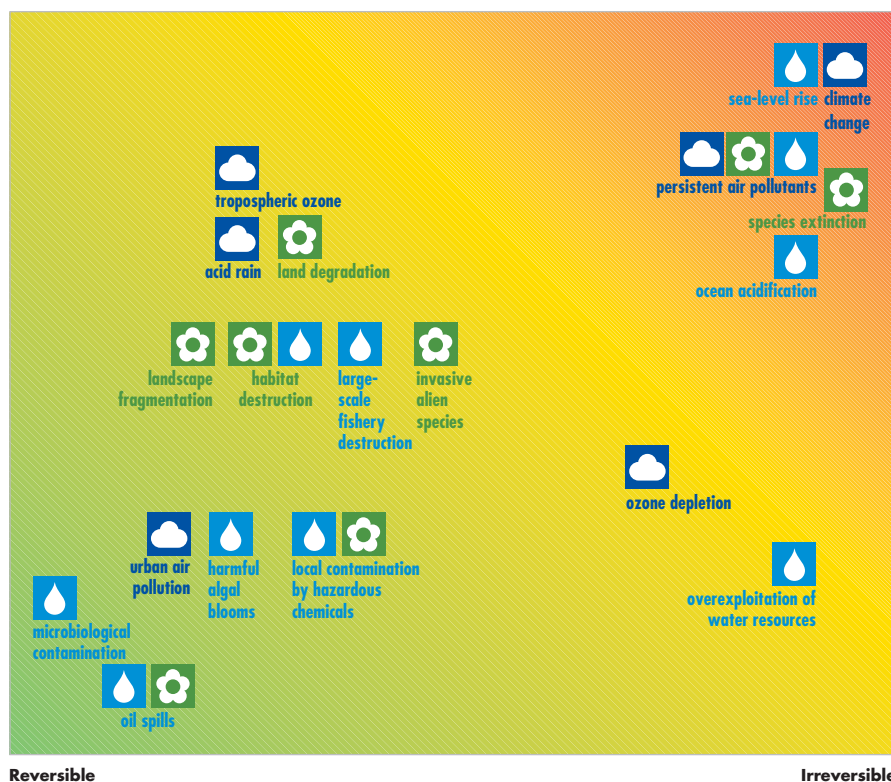 sea-level rise
climate
change
persistent air pollutants
tropospheric ozone
species extinction
acid rain
land degradation
ocean acidification
landscape
fragmentation
habitat
destruction
large-
scale
fishery
destruction
invasive
alien
species
ozone depletion
urban air
pollution
harmful
algal
blooms
local contamination
by hazardous
chemicals
overexploitation of
water resources
microbiological
contamination
oil spills
Reversible
Irreversible